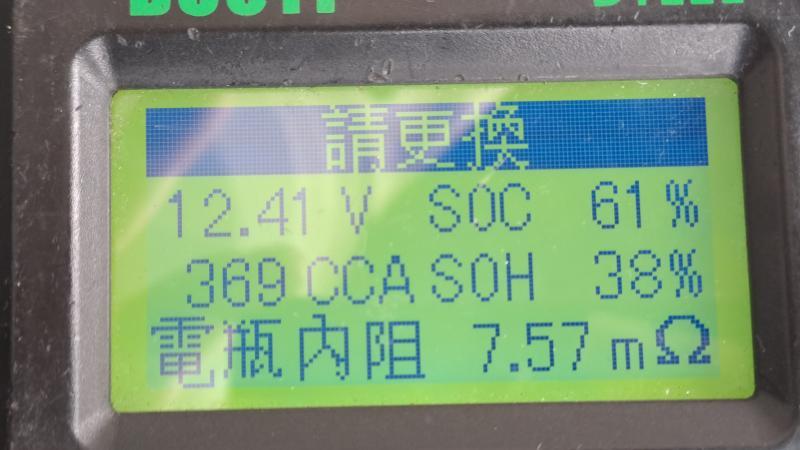 請更換
12.41 V SOC 61%
369 CCA SOH 38%
電瓶內阻 7.57 mΩ